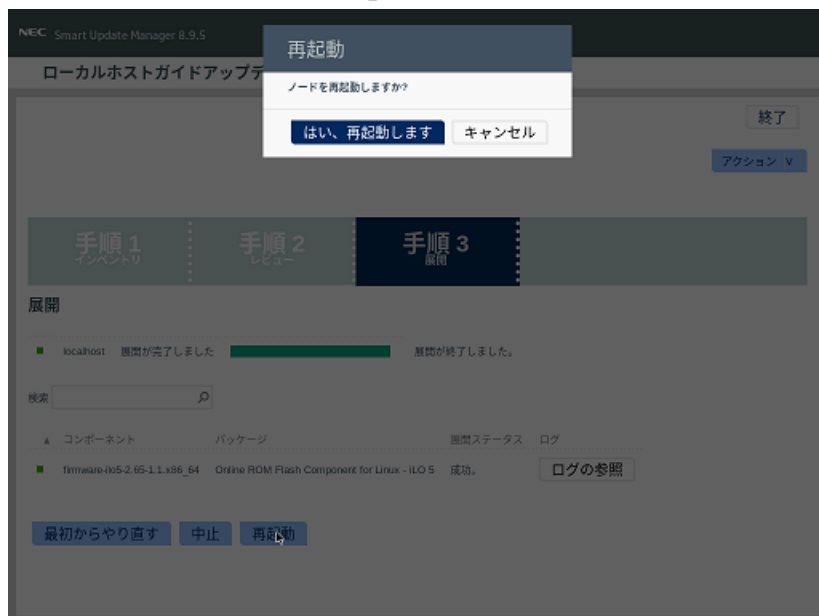 NEC Smart Update Manager 8.9.5
ローカルホストガイドアップデ
再起動
ノードを再起動しますか?
はい、再起動します キャンセル
終了
アクション ∨
手順 1
インベントリ
手順 2
レビュー
手順 3
展開
展開
localhost 展開が完了しました 展開が終了しました。
検索
コンポーネント パッケージ 展開ステータス ログ
firmware-ilo5-2.65-1.1.x86_64 Online ROM Flash Component for Linux - iLO 5 成功。 ログの参照
最初からやり直す 中止 再起動